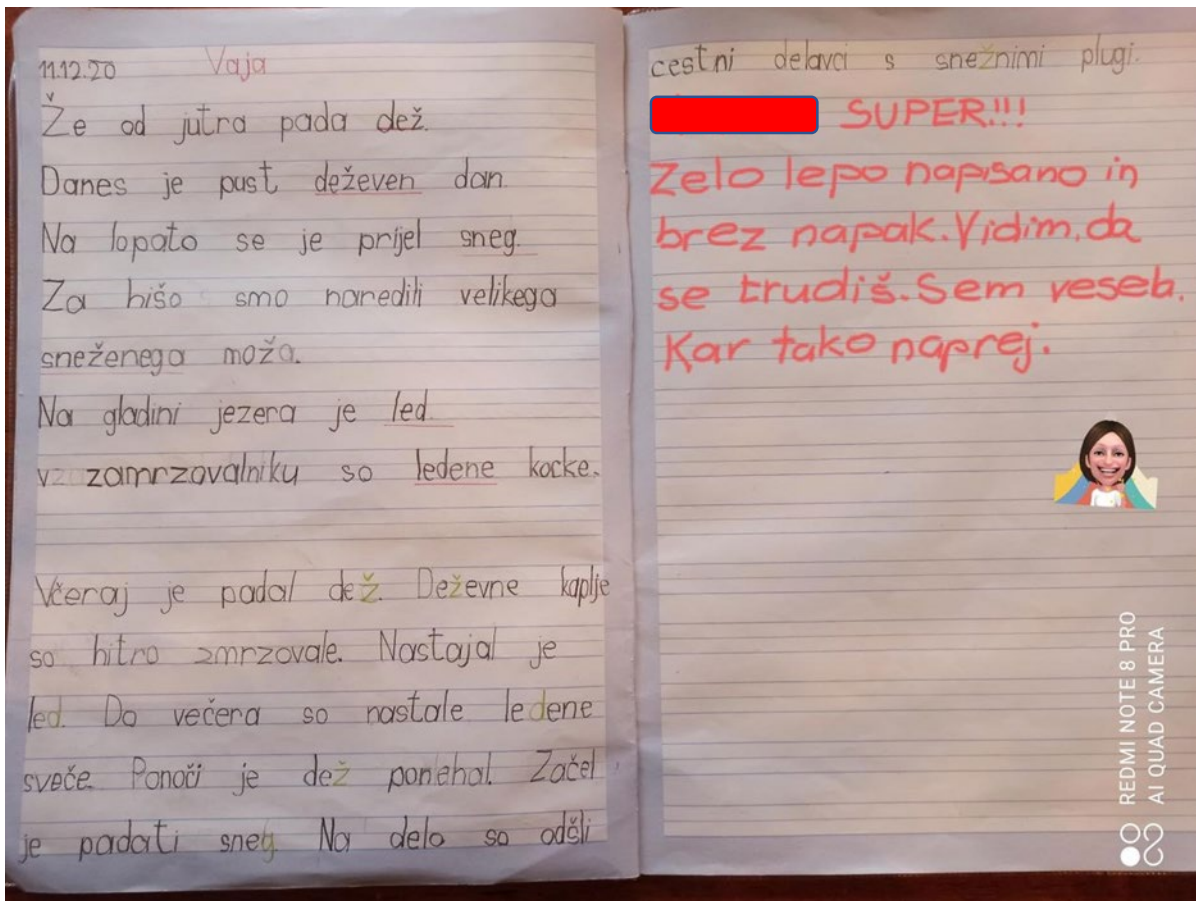 11.12.20 Vaja
Že od jutra pada dež.
Danes je pust deževen dan.
Na lopato se je prijel sneg.
Za hišo smo naredili velikega
sneženega moža.
Na gladini jezera je led.
vz zamrzovalniku so ledene kocke.
Včeraj je padal dež. Deževne kaplje
so hitro zmrzovale. Nastajal je
led. Do večera so nastale ledene
sveče. Ponoči je dež ponehal. Začel
je padati sneg. Na delo so odšli
cestni delavci s snežnimi plugi.
SUPER!!!
Zelo lepo napisano in
brez napak. Vidim, da
se trudiš. Sem vesela.
Kar tako naprej.
REDMI NOTE 8 PRO
AI QUAD CAMERA